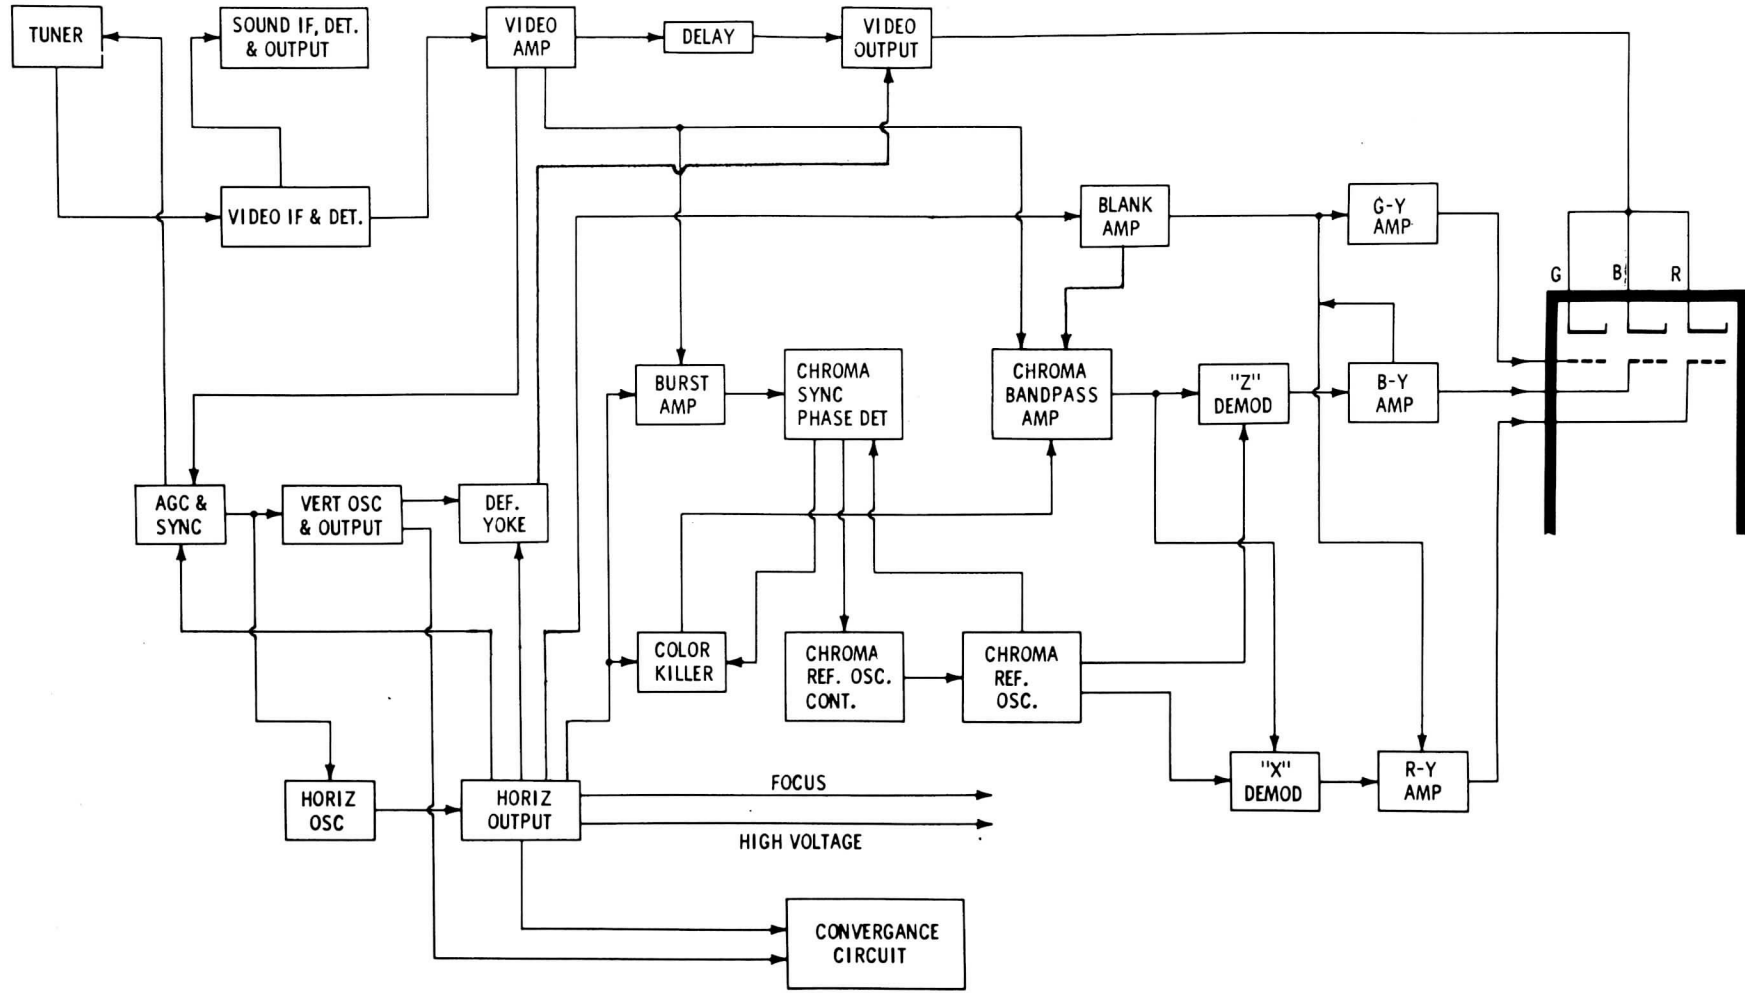 TUNER
SOUND IF, DET.
& OUTPUT
VIDEO
AMP
DELAY
VIDEO
OUTPUT
VIDEO IF & DET.
BLANK
AMP
G-Y
AMP
G
B
R
BURST
AMP
CHROMA
SYNC
PHASE DET
CHROMA
BANDPASS
AMP
"Z"
DEMOD
B-Y
AMP
AGC &
SYNC
VERT OSC
& OUTPUT
DEF.
YOKE
COLOR
KILLER
CHROMA
REF. OSC.
CONT.
CHROMA
REF.
OSC.
"X"
DEMOD
R-Y
AMP
HORIZ
OSC
HORIZ
OUTPUT
FOCUS
HIGH VOLTAGE
CONVERGANCE
CIRCUIT